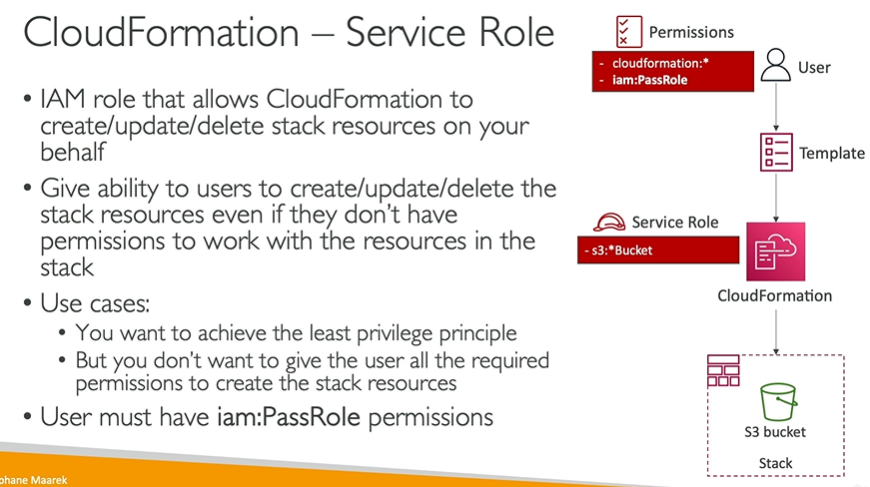 CloudFormation – Service Role
• IAM role that allows CloudFormation to
create/update/delete stack resources on your
behalf
• Give ability to users to create/update/delete the
stack resources even if they don't have
permissions to work with the resources in the
stack
• Use cases:
• You want to achieve the least privilege principle
• But you don't want to give the user all the required
permissions to create the stack resources
• User must have iam:PassRole permissions
Permissions
- cloudformation:*
- iam:PassRole
User
Template
Service Role
- s3:*Bucket
CloudFormation
S3 bucket
Stack
phane Maarek